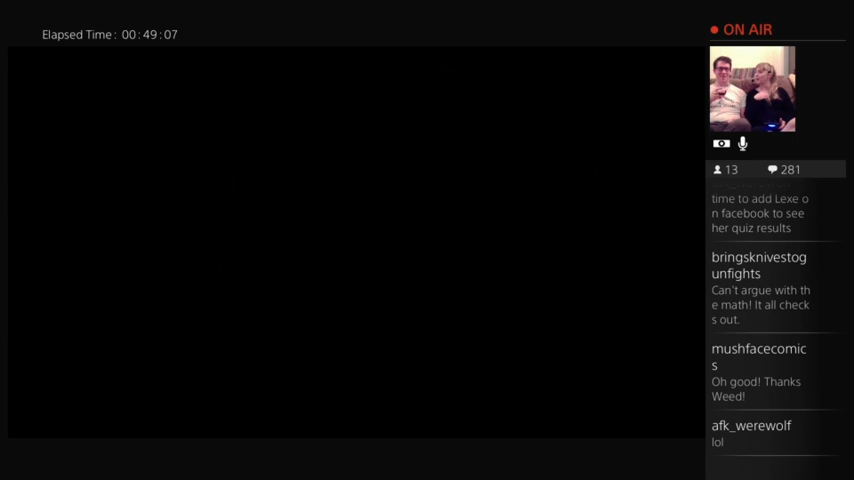 Elapsed Time: 00:49:07
ON AIR
13 281
time to add Lexe o
n facebook to see
her quiz results
bringsknivestog
unfights
Can't argue with th
e math! It all check
s out.
mushfacecomic
s
Oh good! Thanks
Weed!
afk_werewolf
lol